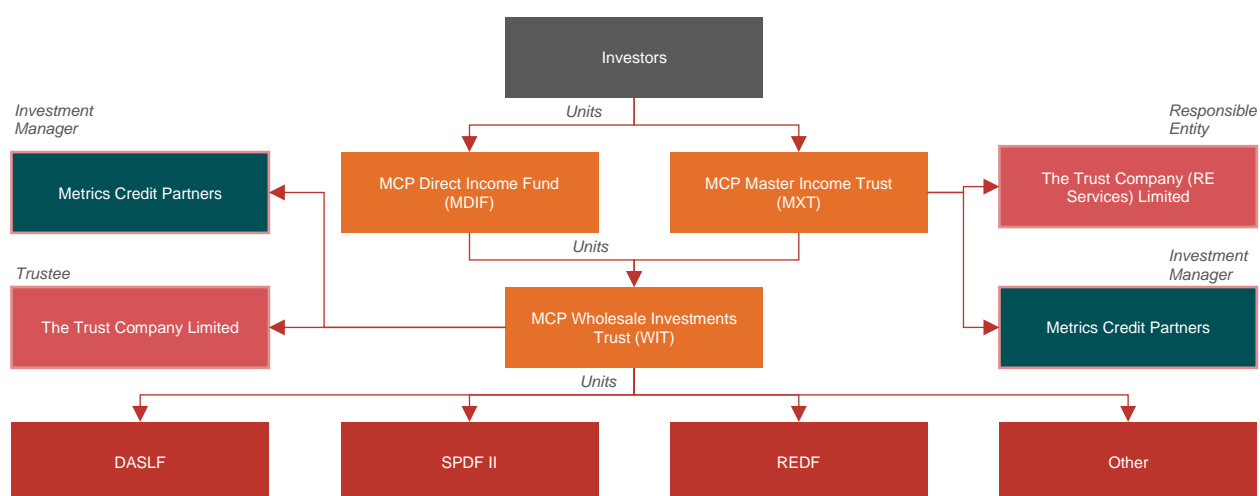 Investors
Units
Investment
Manager
Responsible
Entity
Metrics Credit Partners
MCP Direct Income Fund
(MDIF)
MCP Master Income Trust
(MXT)
The Trust Company (RE
Services) Limited
Units
Trustee
Investment
Manager
The Trust Company Limited
MCP Wholesale Investments
Trust (WIT)
Metrics Credit Partners
Units
DASLF
SPDF II
REDF
Other